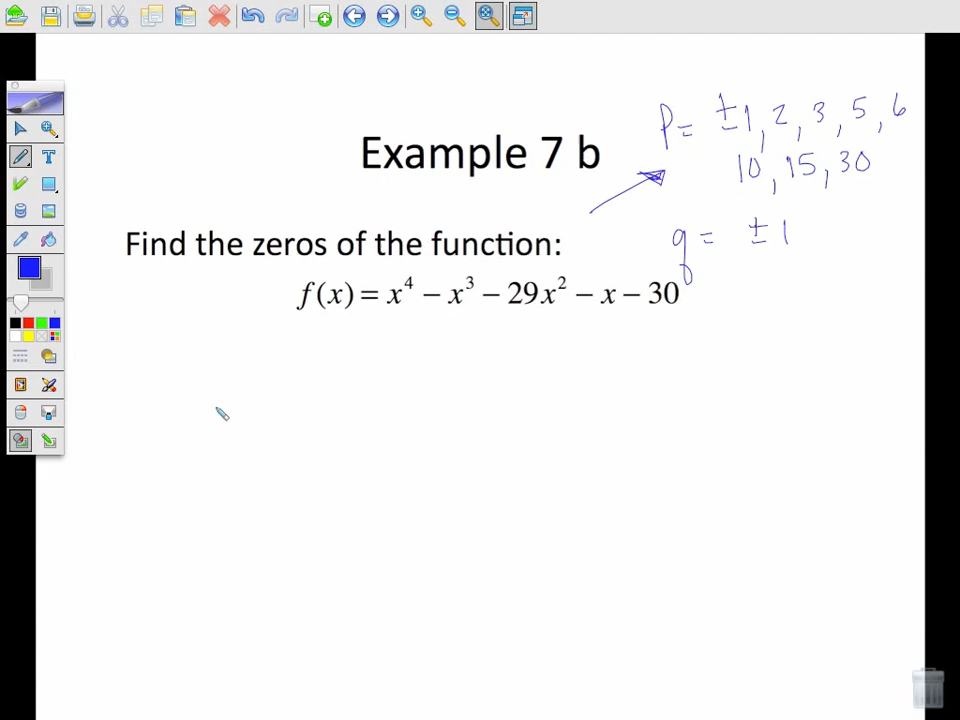 Example 7 b
p = ±1, 2, 3, 5, 6
10, 15, 30
q = ±1
Find the zeros of the function:
f(x) = x⁴ − x³ − 29x² − x − 30